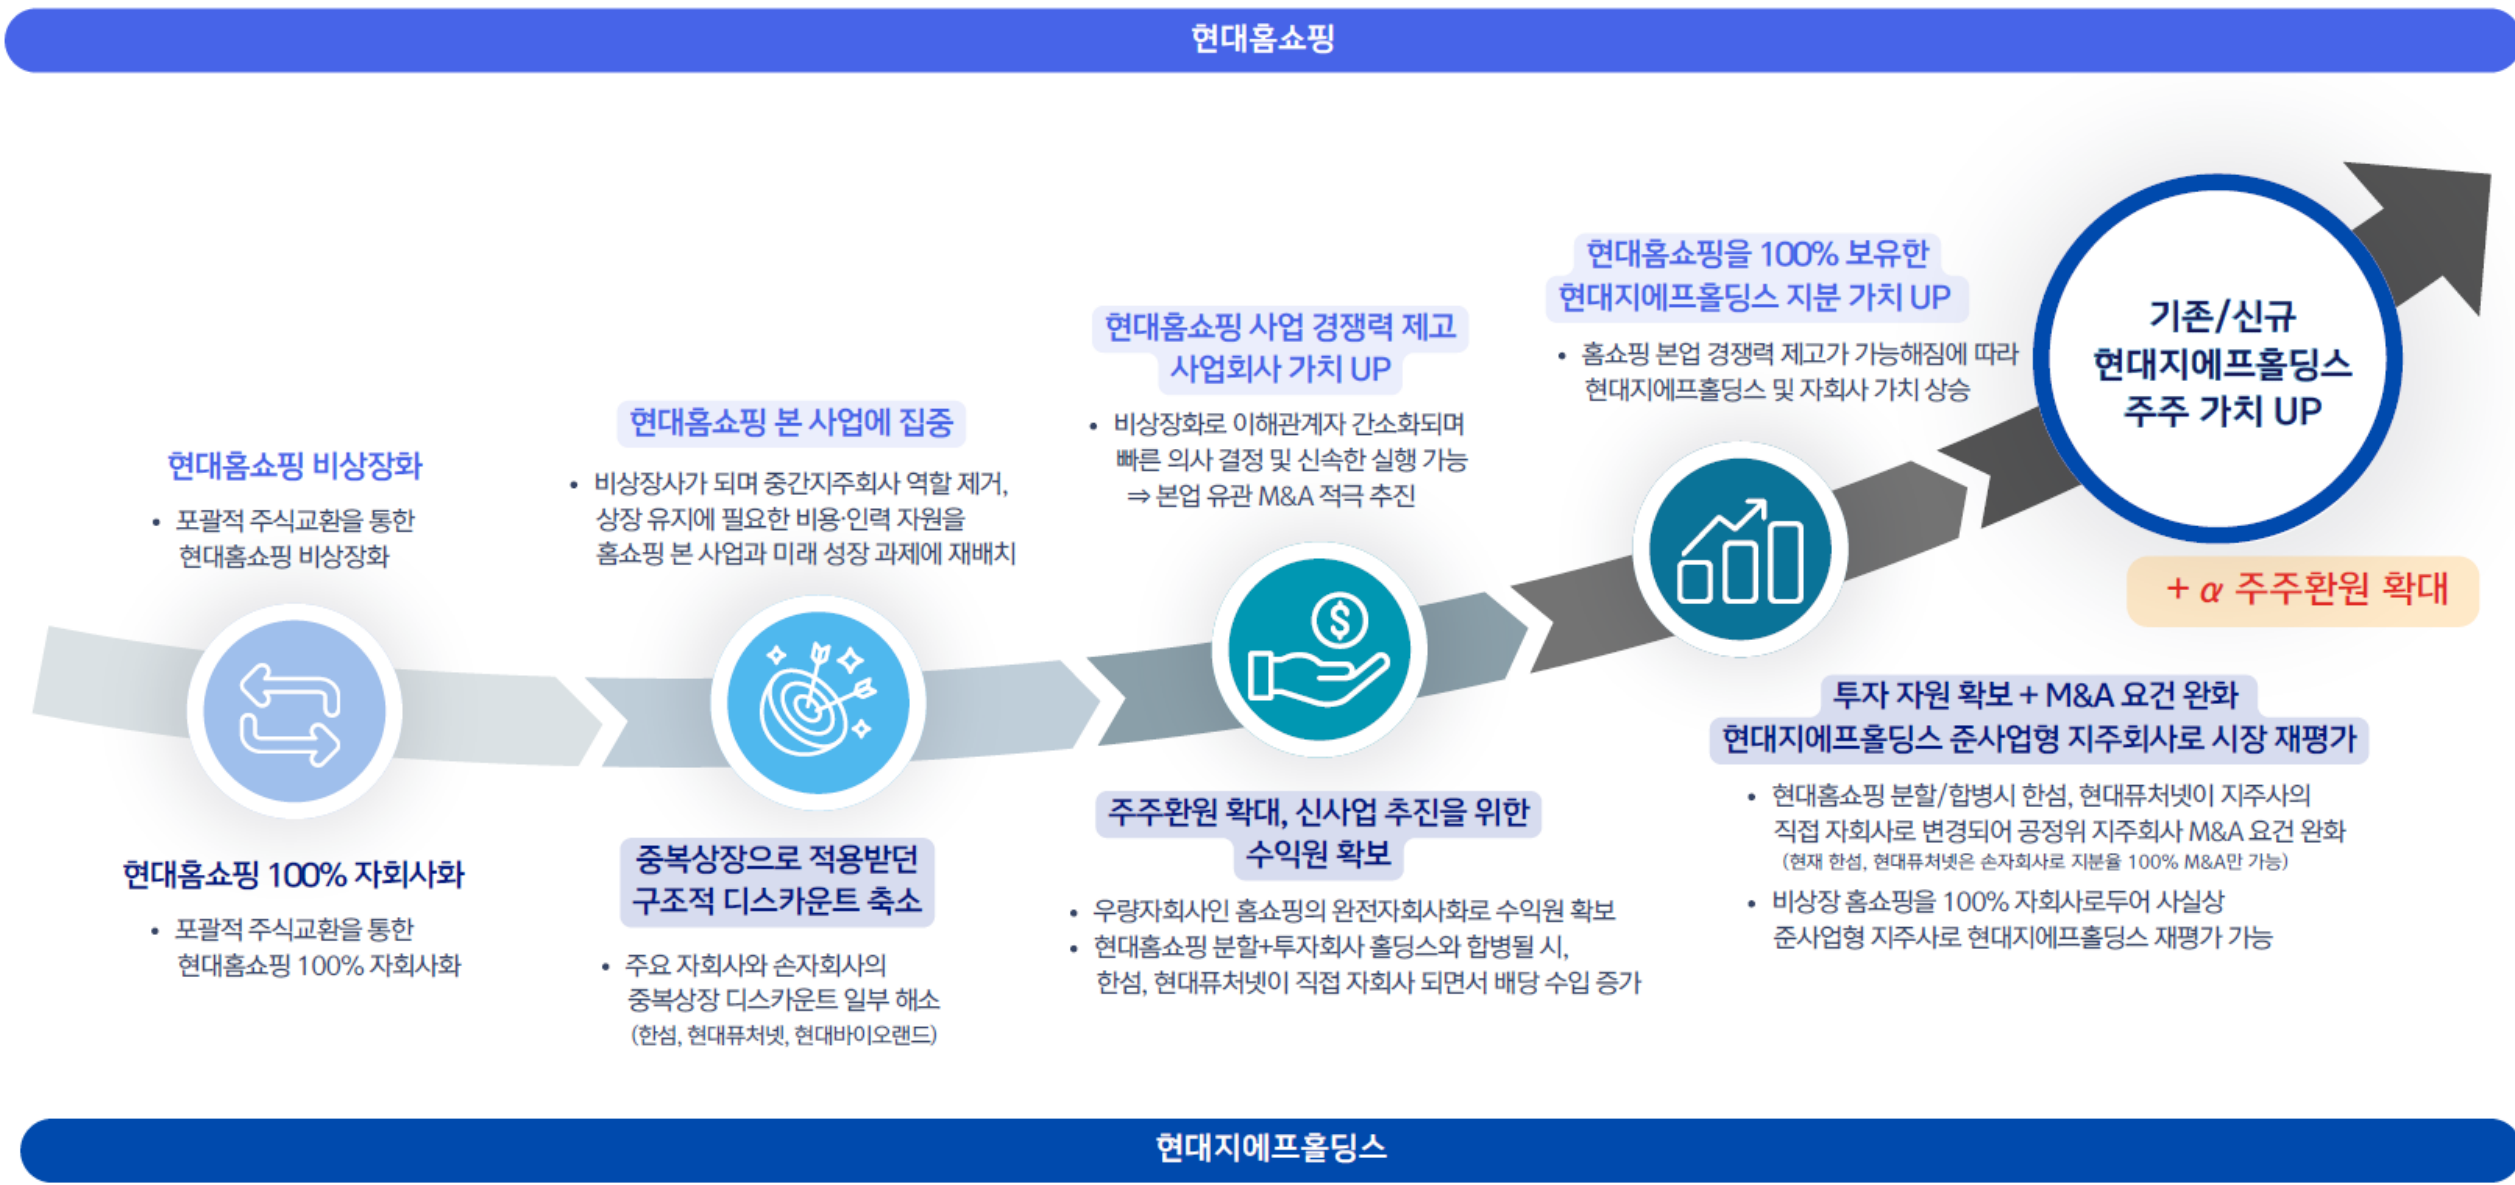 현대홈쇼핑
현대홈쇼핑 비상장화
• 포괄적 주식교환을 통한
현대홈쇼핑 비상장화
현대홈쇼핑 본 사업에 집중
• 비상장사가 되며 중간지주회사 역할 제거,
상장 유지에 필요한 비용·인력 자원을
홈쇼핑 본 사업과 미래 성장 과제에 재배치
현대홈쇼핑 사업 경쟁력 제고
사업회사 가치 UP
• 비상장화로 이해관계자 간소화되며
빠른 의사 결정 및 신속한 실행 가능
⇒ 본업 유관 M&A 적극 추진
현대홈쇼핑을 100% 보유한
현대지에프홀딩스 지분 가치 UP
• 홈쇼핑 본업 경쟁력 제고가 가능해짐에 따라
현대지에프홀딩스 및 자회사 가치 상승
기존/신규
현대지에프홀딩스
주주 가치 UP
+ α 주주환원 확대
현대홈쇼핑 100% 자회사화
• 포괄적 주식교환을 통한
현대홈쇼핑 100% 자회사화
중복상장으로 적용받던
구조적 디스카운트 축소
• 주요 자회사와 손자회사의
중복상장 디스카운트 일부 해소
(한섬, 현대퓨처넷, 현대바이오랜드)
주주환원 확대, 신사업 추진을 위한
수익원 확보
• 우량자회사인 홈쇼핑의 완전자회사화로 수익원 확보
• 현대홈쇼핑 분할+투자회사 홀딩스와 합병될 시,
한섬, 현대퓨처넷이 직접 자회사 되면서 배당 수입 증가
투자 자원 확보 + M&A 요건 완화
현대지에프홀딩스 준사업형 지주회사로 시장 재평가
• 현대홈쇼핑 분할/합병시 한섬, 현대퓨처넷이 지주사의
직접 자회사로 변경되어 공정위 지주회사 M&A 요건 완화
(현재 한섬, 현대퓨처넷은 손자회사로 지분율 100% M&A만 가능)
• 비상장 홈쇼핑을 100% 자회사로두어 사실상
준사업형 지주사로 현대지에프홀딩스 재평가 가능
현대지에프홀딩스